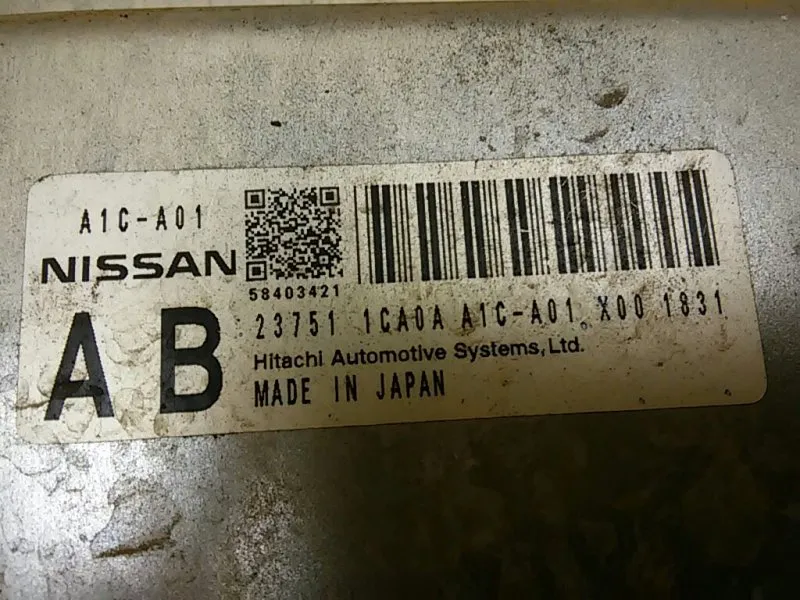 A1C-A01
NISSAN
58403421
AB
23751 1CA0A A1C-A01 X00 1831
Hitachi Automotive Systems,Ltd.
MADE IN JAPAN